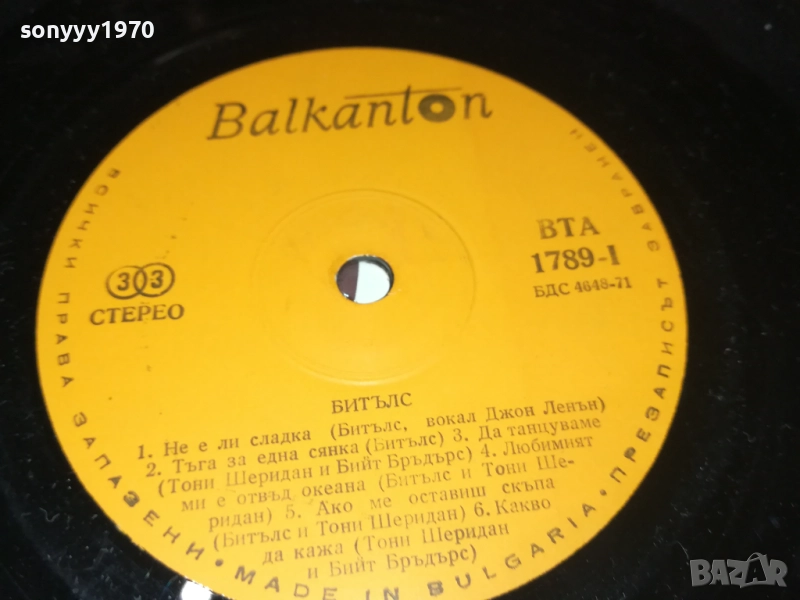 sonyyy1970
Balkanton
ВСИЧКИ ПРАВА ЗАПАЗЕНИ • MADE IN BULGARIA • ПРЕЗАПИСЪТ ЗАБРАНЕН
ВТА
1789-I
БДС 4648-71
33
СТЕРЕО
БИТЪЛС
1. Не е ли сладка (Битълс, вокал Джон Ленън)
2. Тъга за една сянка (Битълс) 3. Да танцуваме
(Тони Шеридан и Бийт Бръдърс) 4. Любимият
ми е отвъд океана (Битълс и Тони Ше-
ридан) 5. Ако ме оставиш скъпа
(Битълс и Тони Шеридан) 6. Какво
да кажа (Тони Шеридан
и Бийт Бръдърс)
BAZAR